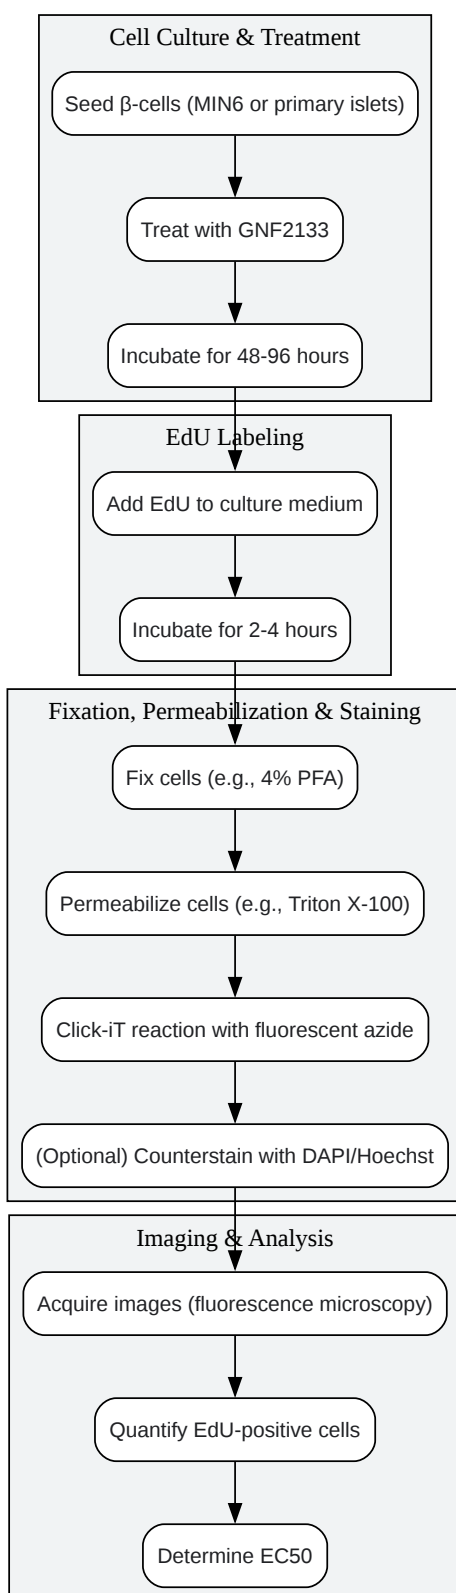 Cell Culture & Treatment
Seed β-cells (MIN6 or primary islets)
Treat with GNF2133
Incubate for 48-96 hours
EdU Labeling
Add EdU to culture medium
Incubate for 2-4 hours
Fixation, Permeabilization & Staining
Fix cells (e.g., 4% PFA)
Permeabilize cells (e.g., Triton X-100)
Click-iT reaction with fluorescent azide
(Optional) Counterstain with DAPI/Hoechst
Imaging & Analysis
Acquire images (fluorescence microscopy)
Quantify EdU-positive cells
Determine EC50